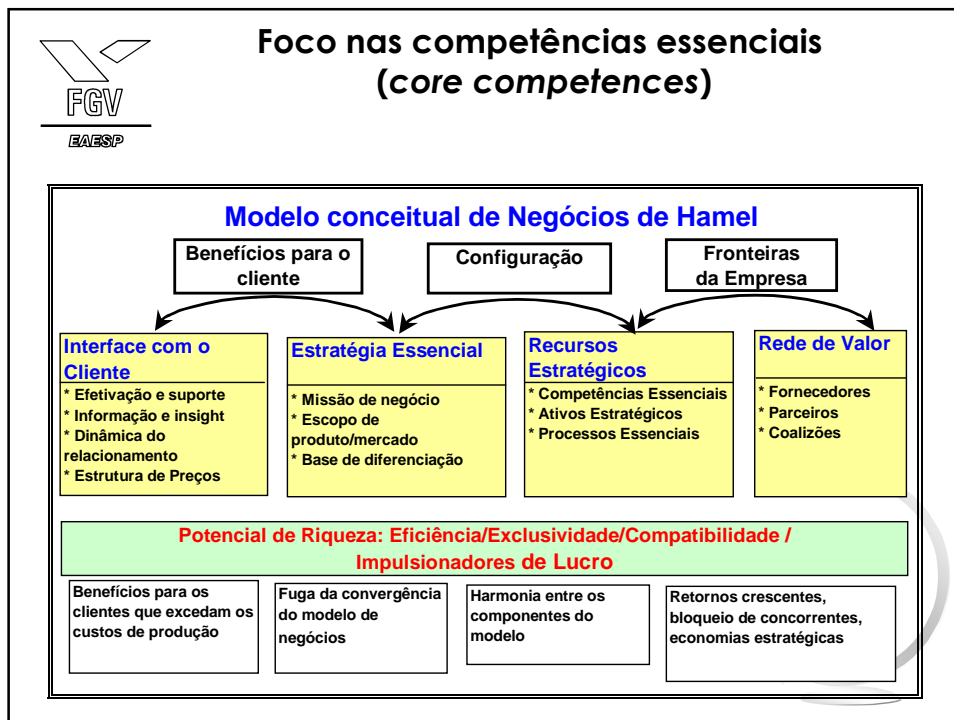 Foco nas competências essenciais
(core competences)
FGV
EAESP
Modelo conceitual de Negócios de Hamel
Benefícios para o
cliente
Configuração
Fronteiras
da Empresa
Interface com o
Cliente
* Efetivação e suporte
* Informação e insight
* Dinâmica do
relacionamento
* Estrutura de Preços
Estratégia Essencial
* Missão de negócio
* Escopo de
produto/mercado
* Base de diferenciação
Recursos
Estratégicos
* Competências Essenciais
* Ativos Estratégicos
* Processos Essenciais
Rede de Valor
* Fornecedores
* Parceiros
* Coalizões
Potencial de Riqueza: Eficiência/Exclusividade/Compatibilidade /
Impulsionadores de Lucro
Benefícios para os
clientes que excedam os
custos de produção
Fuga da convergência
do modelo de
negócios
Harmonia entre os
componentes do
modelo
Retornos crescentes,
bloqueio de concorrentes,
economias estratégicas